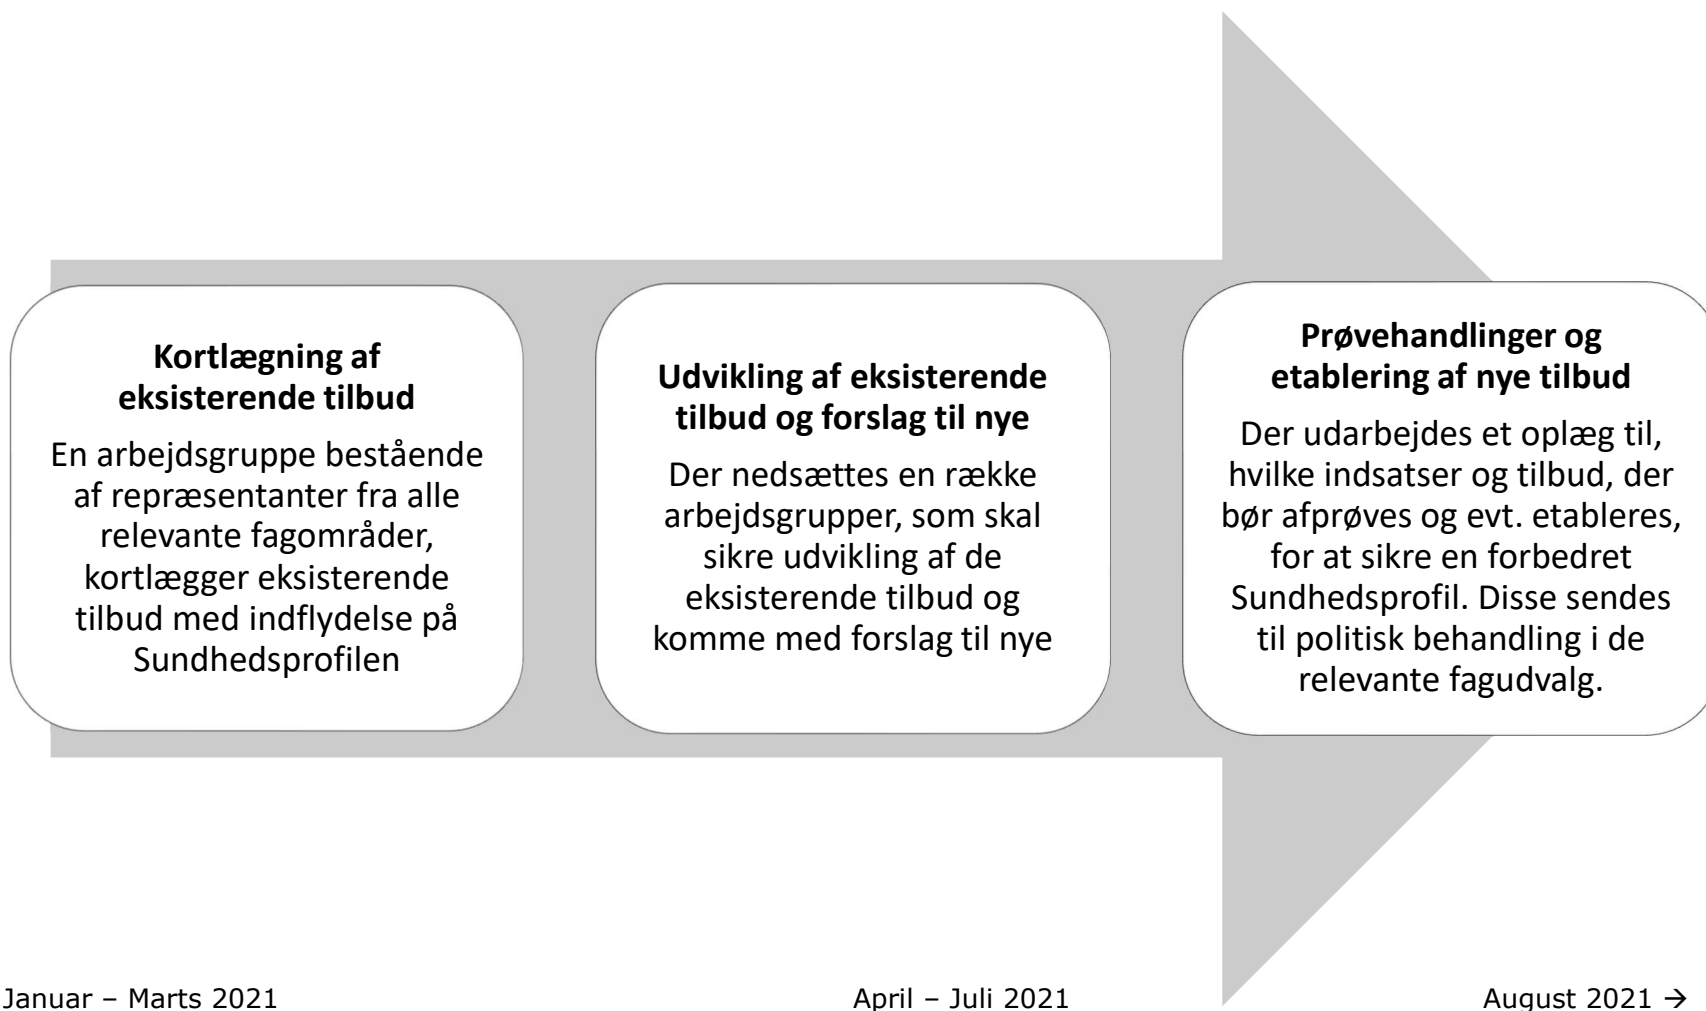 Kortlægning af
eksisterende tilbud
En arbejdsgruppe bestående
af repræsentanter fra alle
relevante fagområder,
kortlægger eksisterende
tilbud med indflydelse på
Sundhedsprofilen
Udvikling af eksisterende
tilbud og forslag til nye
Der nedsættes en række
arbejdsgrupper, som skal
sikre udvikling af de
eksisterende tilbud og
komme med forslag til nye
Prøvehandlinger og
etablering af nye tilbud
Der udarbejdes et oplæg til,
hvilke indsatser og tilbud, der
bør afprøves og evt. etableres,
for at sikre en forbedret
Sundhedsprofil. Disse sendes
til politisk behandling i de
relevante fagudvalg.
Januar – Marts 2021
April – Juli 2021
August 2021 →